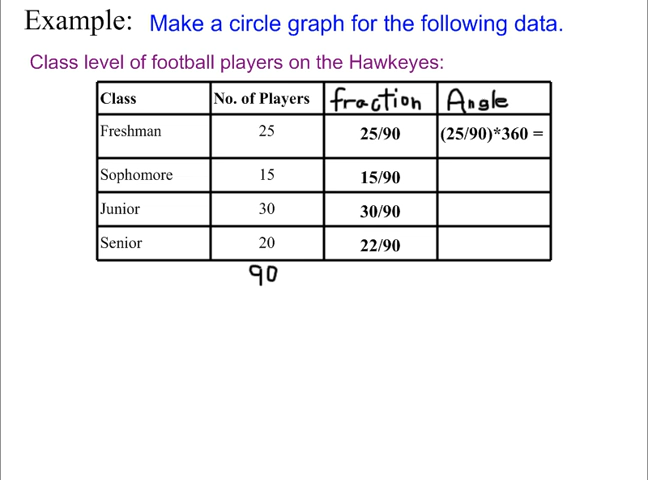 Example: Make a circle graph for the following data.
Class level of football players on the Hawkeyes:
Class No. of Players fraction Angle
Freshman 25 25/90 (25/90)*360 =
Sophomore 15 15/90
Junior 30 30/90
Senior 20 22/90
90